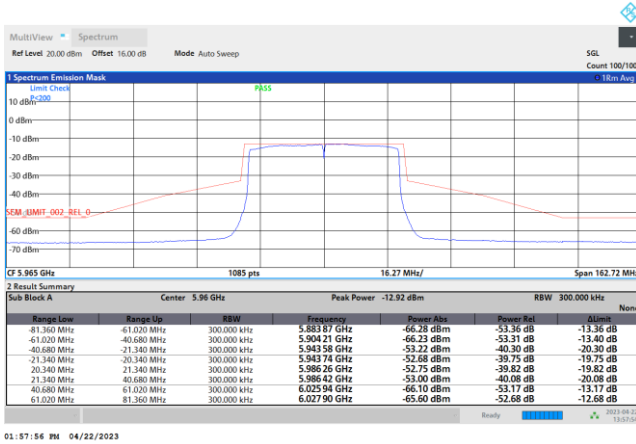 MultiView Spectrum
Ref Level 20.00 dBm Offset 16.00 dB Mode Auto Sweep SGL
Count 100/100
1 Spectrum Emission Mask 1Rm Avg
Limit Check PASS
P<200
10 dBm
0 dBm
-10 dBm
-20 dBm
-30 dBm
-40 dBm
SEM_LIMIT_002_REL_0
-60 dBm
-70 dBm
CF 5.965 GHz 1085 pts 16.27 MHz/ Span 162.72 MHz
2 Result Summary
Sub Block A Center 5.96 GHz Peak Power -12.92 dBm RBW 300.000 kHz
None
Range Low Range Up RBW Frequency Power Abs Power Rel ΔLimit
-81.360 MHz -61.020 MHz 300.000 kHz 5.883 87 GHz -66.28 dBm -53.36 dB -13.36 dB
-61.020 MHz -40.680 MHz 300.000 kHz 5.904 21 GHz -66.23 dBm -53.31 dB -13.40 dB
-40.680 MHz -21.340 MHz 300.000 kHz 5.943 58 GHz -53.22 dBm -40.30 dB -20.30 dB
-21.340 MHz -20.340 MHz 300.000 kHz 5.943 74 GHz -52.68 dBm -39.75 dB -19.75 dB
20.340 MHz 21.340 MHz 300.000 kHz 5.986 26 GHz -52.75 dBm -39.82 dB -19.82 dB
21.340 MHz 40.680 MHz 300.000 kHz 5.986 42 GHz -53.00 dBm -40.08 dB -20.08 dB
40.680 MHz 61.020 MHz 300.000 kHz 6.025 94 GHz -66.10 dBm -53.17 dB -13.17 dB
61.020 MHz 81.360 MHz 300.000 kHz 6.027 90 GHz -65.60 dBm -52.68 dB -12.68 dB
Ready 2023-04-22
13:57:56
01:57:56 PM 04/22/2023